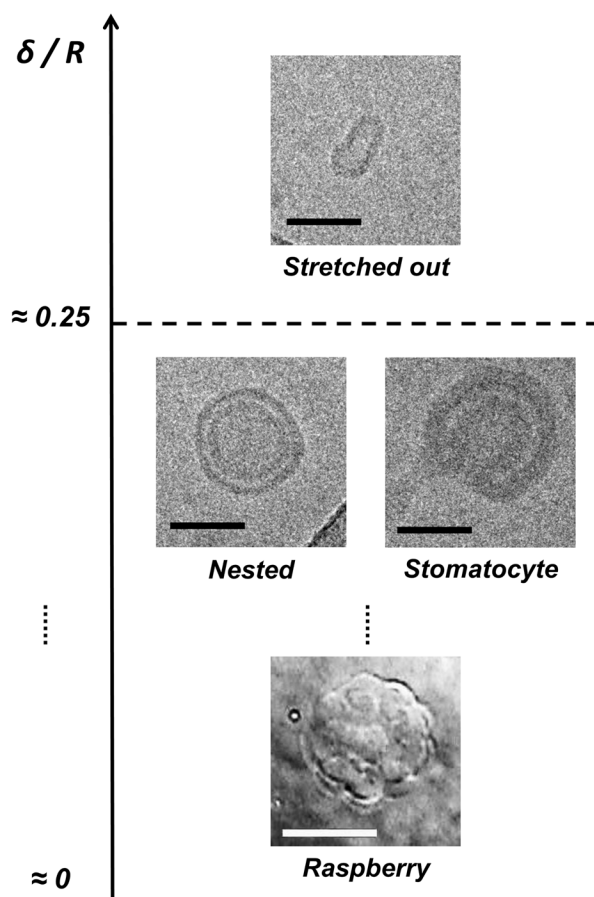 δ / R
Stretched out
≈ 0.25
Nested
Stomatocyte
Raspberry
≈ 0